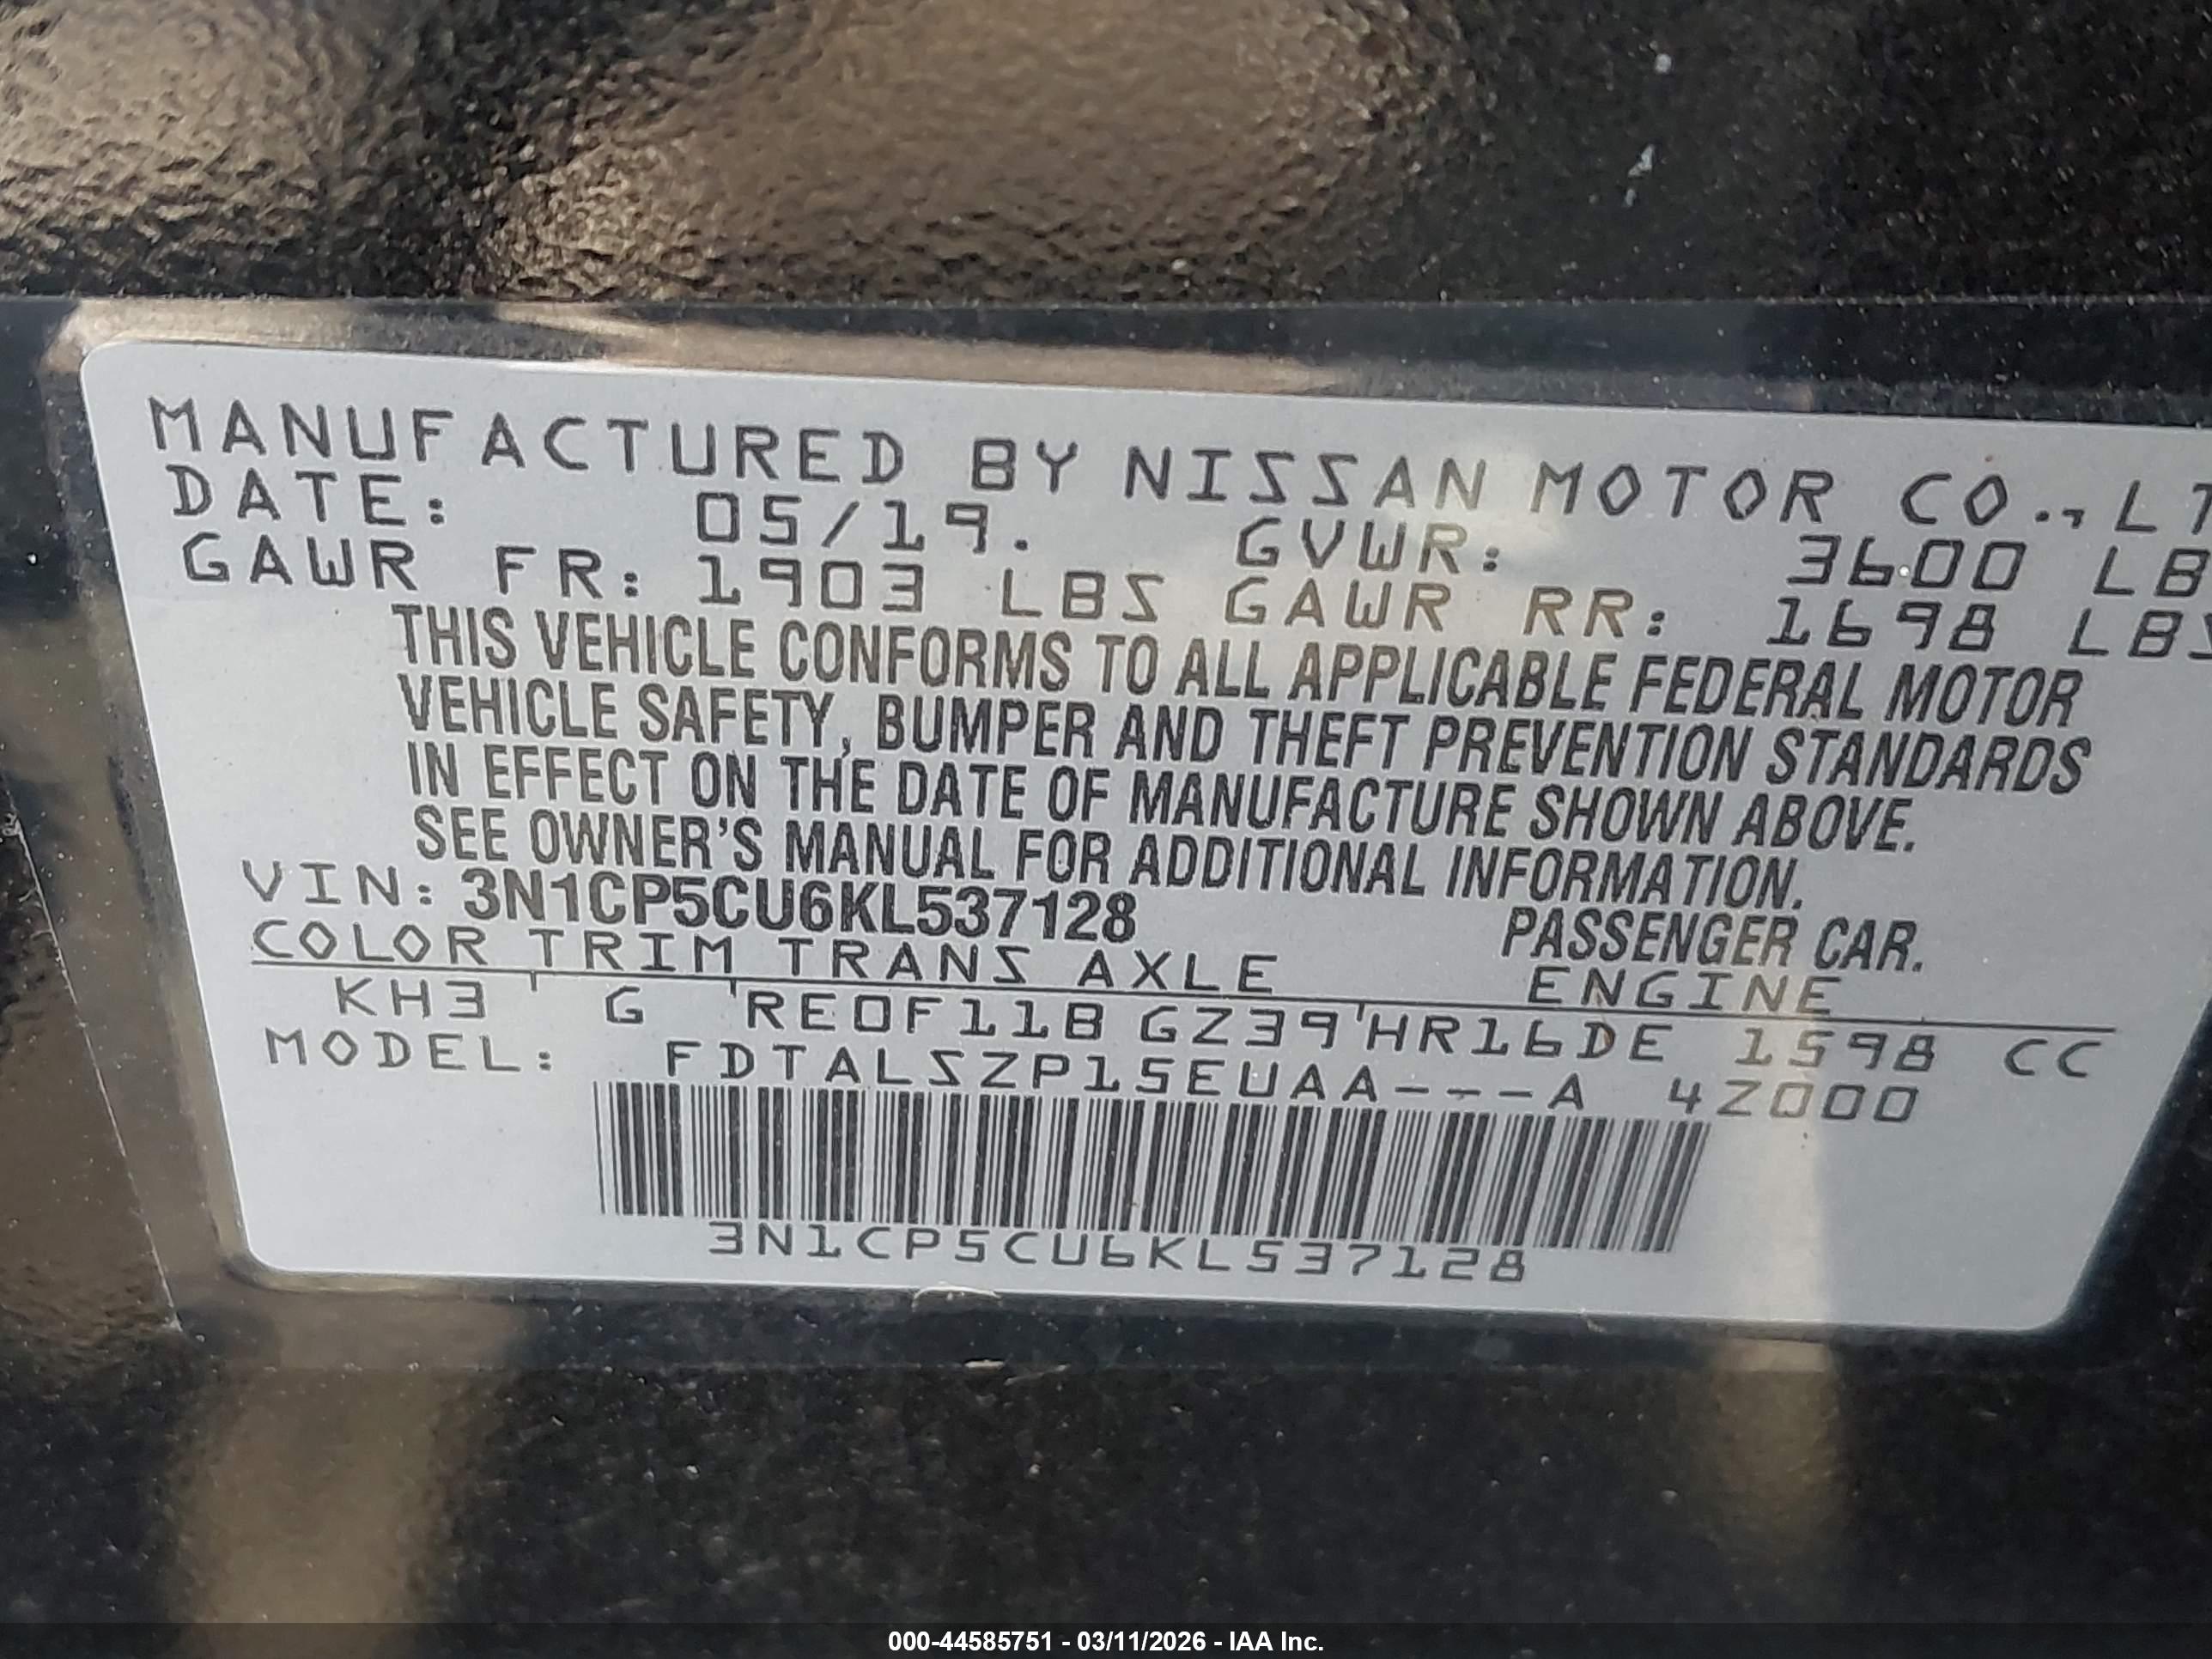 MANUFACTURED BY NISSAN MOTOR CO., LT
DATE: 05/19. GVWR: 3600 LB
GAWR FR: 1903 LBS GAWR RR: 1698 LBS
THIS VEHICLE CONFORMS TO ALL APPLICABLE FEDERAL MOTOR
VEHICLE SAFETY, BUMPER AND THEFT PREVENTION STANDARDS
IN EFFECT ON THE DATE OF MANUFACTURE SHOWN ABOVE.
SEE OWNER'S MANUAL FOR ADDITIONAL INFORMATION.
VIN: 3N1CP5CU6KL537128 PASSENGER CAR.
COLOR TRIM TRANS AXLE ENGINE
KH3 G RE0F11B GZ39 HR16DE 1598 CC
MODEL: FDTALSZP15EUAA---A 4Z000
3N1CP5CU6KL537128
000-44585751 - 03/11/2026 - IAA Inc.